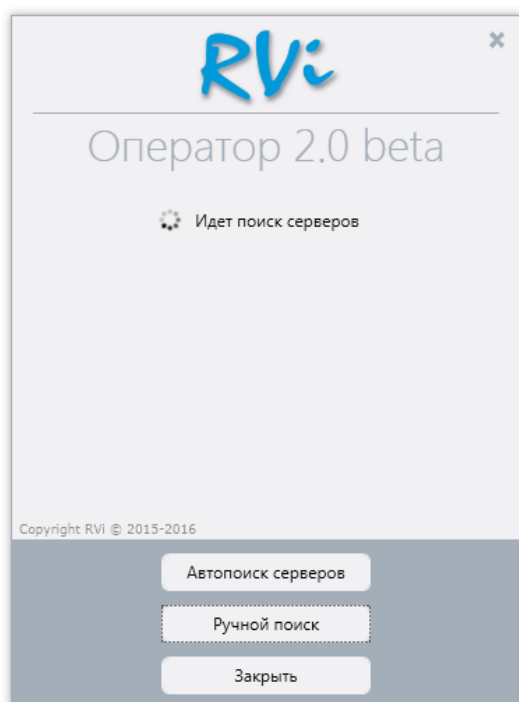 RVi
Оператор 2.0 beta
Идет поиск серверов
Copyright RVi © 2015-2016
Автопоиск серверов
Ручной поиск
Закрыть